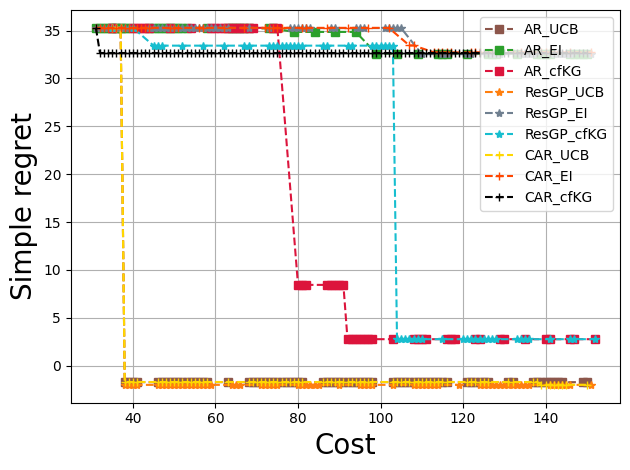 AR_UCB
AR_EI
AR_cfKG
ResGP_UCB
ResGP_EI
ResGP_cfKG
CAR_UCB
CAR_EI
CAR_cfKG
Simple regret
35
30
25
20
15
10
5
0
40 60 80 100 120 140
Cost